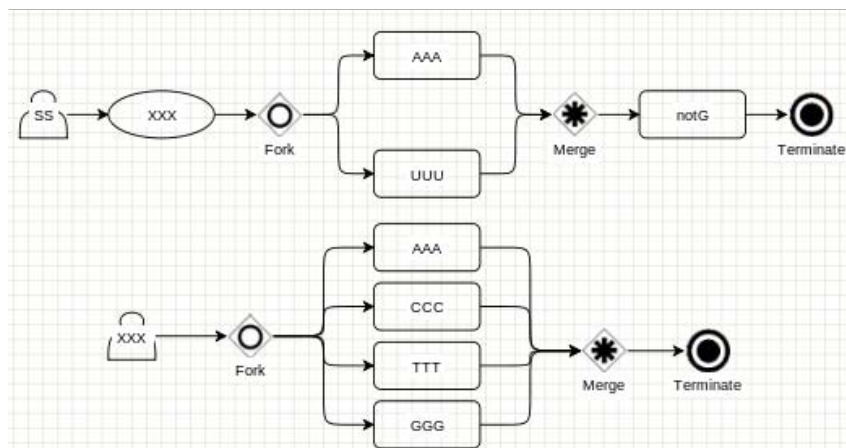 AAA
SS
XXX
notG
Fork
Merge
Terminate
UUU
AAA
CCC
XXX
Fork
Merge
Terminate
TTT
GGG